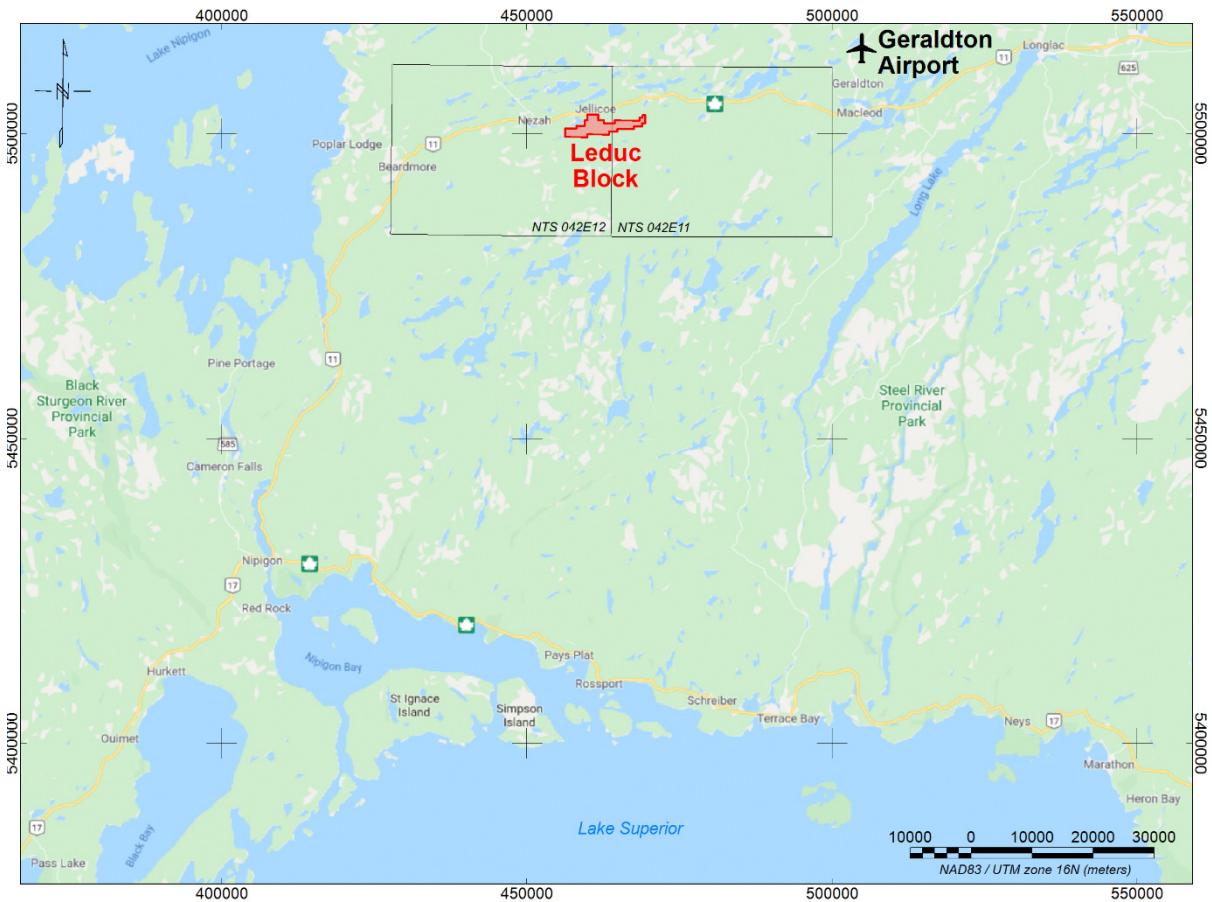 400000
450000
500000
550000
Lake Nipigon
N
Geraldton
Airport
Longlac
11
625
Geraldton
Macleod
Jellicoe
Nezah
5500000
5500000
Poplar Lodge
11
Beardmore
Leduc
Block
Long Lake
NTS 042E12
NTS 042E11
11
Pine Portage
Black
Sturgeon River
Provincial
Park
Steel River
Provincial
Park
5450000
5450000
585
Cameron Falls
Nipigon
17
Red Rock
Nipigon Bay
Hurkett
Pays Plat
Rossport
St Ignace
Island
Simpson
Island
Schreiber
Terrace Bay
Neys
17
Ouimet
5400000
5400000
Marathon
Heron Bay
Lake Superior
17
Black Bay
Pass Lake
10000
0
10000
20000
30000
NAD83 / UTM zone 16N (meters)
400000
450000
500000
550000